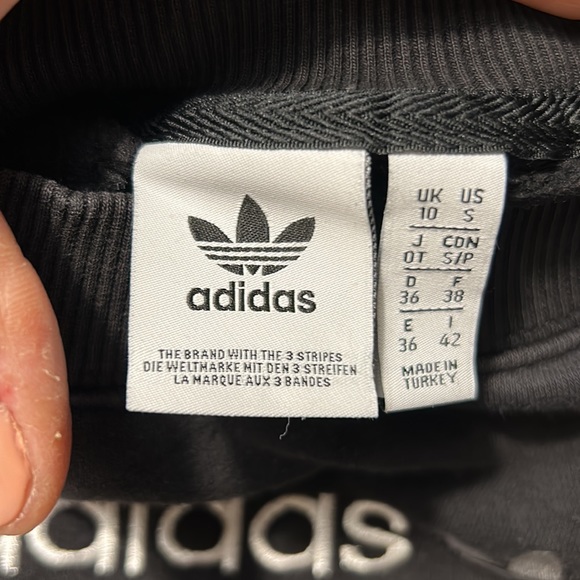 adidas
THE BRAND WITH THE 3 STRIPES
DIE WELTMARKE MIT DEN 3 STREIFEN
LA MARQUE AUX 3 BANDES
UK US
10 S
J CDN
OT S/P
D F
36 38
E I
36 42
MADE IN
TURKEY
adidas